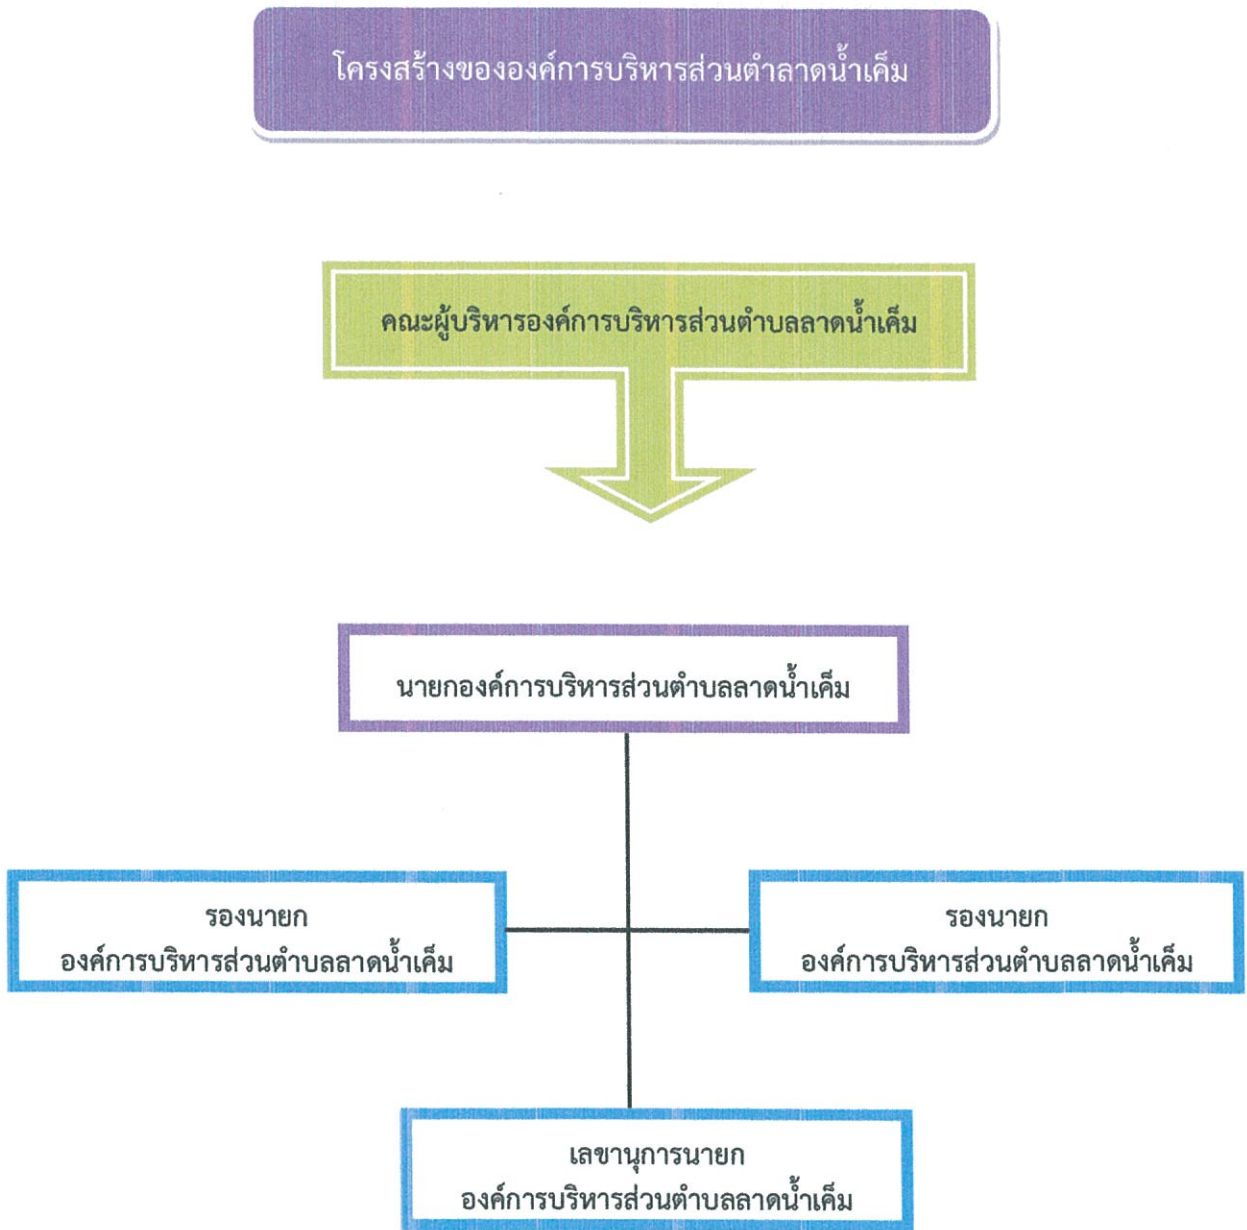 โครงสร้างขององค์การบริหารส่วนตำลาดน้ำเค็ม
คณะผู้บริหารองค์การบริหารส่วนตำบลลาดน้ำเค็ม
นายกองค์การบริหารส่วนตำบลลาดน้ำเค็ม
รองนายก
องค์การบริหารส่วนตำบลลาดน้ำเค็ม
รองนายก
องค์การบริหารส่วนตำบลลาดน้ำเค็ม
เลขานุการนายก
องค์การบริหารส่วนตำบลลาดน้ำเค็ม